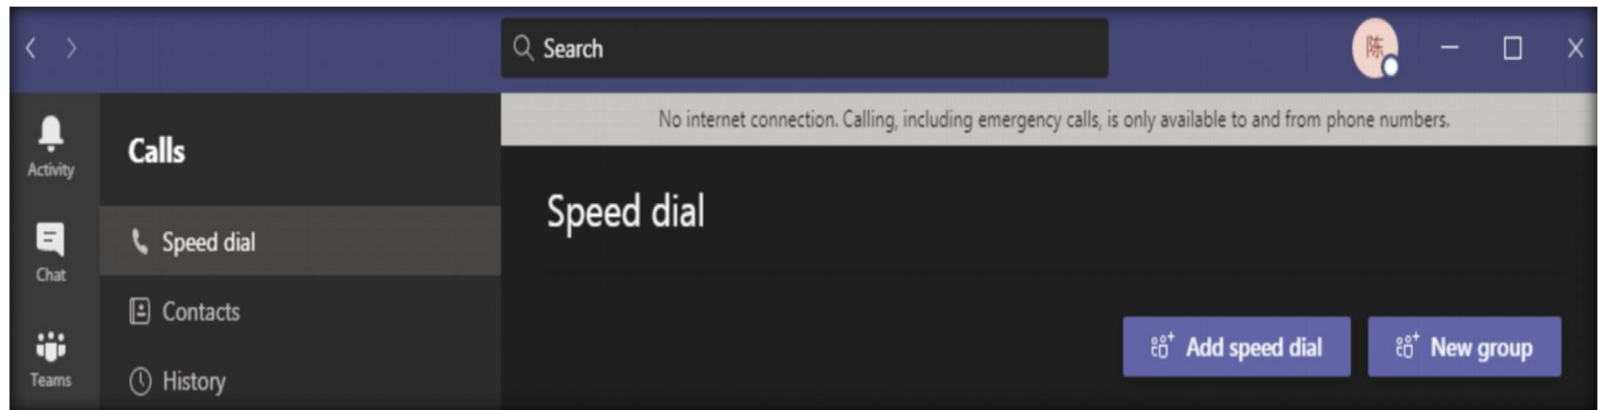 Search
陈
No internet connection. Calling, including emergency calls, is only available to and from phone numbers.
Activity
Chat
Teams
Calls
Speed dial
Contacts
History
Speed dial
Add speed dial
New group